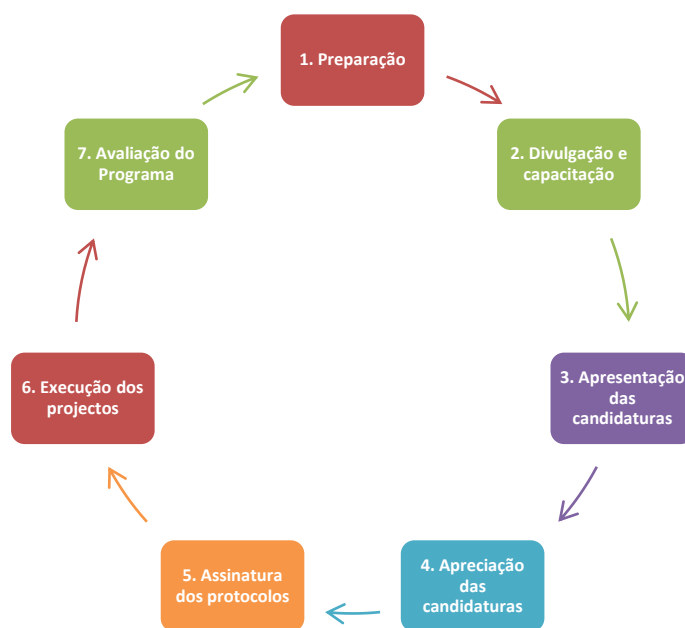 1. Preparação
2. Divulgação e
capacitação
3. Apresentação
das
candidaturas
4. Apreciação
das
candidaturas
5. Assinatura
dos protocolos
6. Execução dos
projectos
7. Avaliação do
Programa